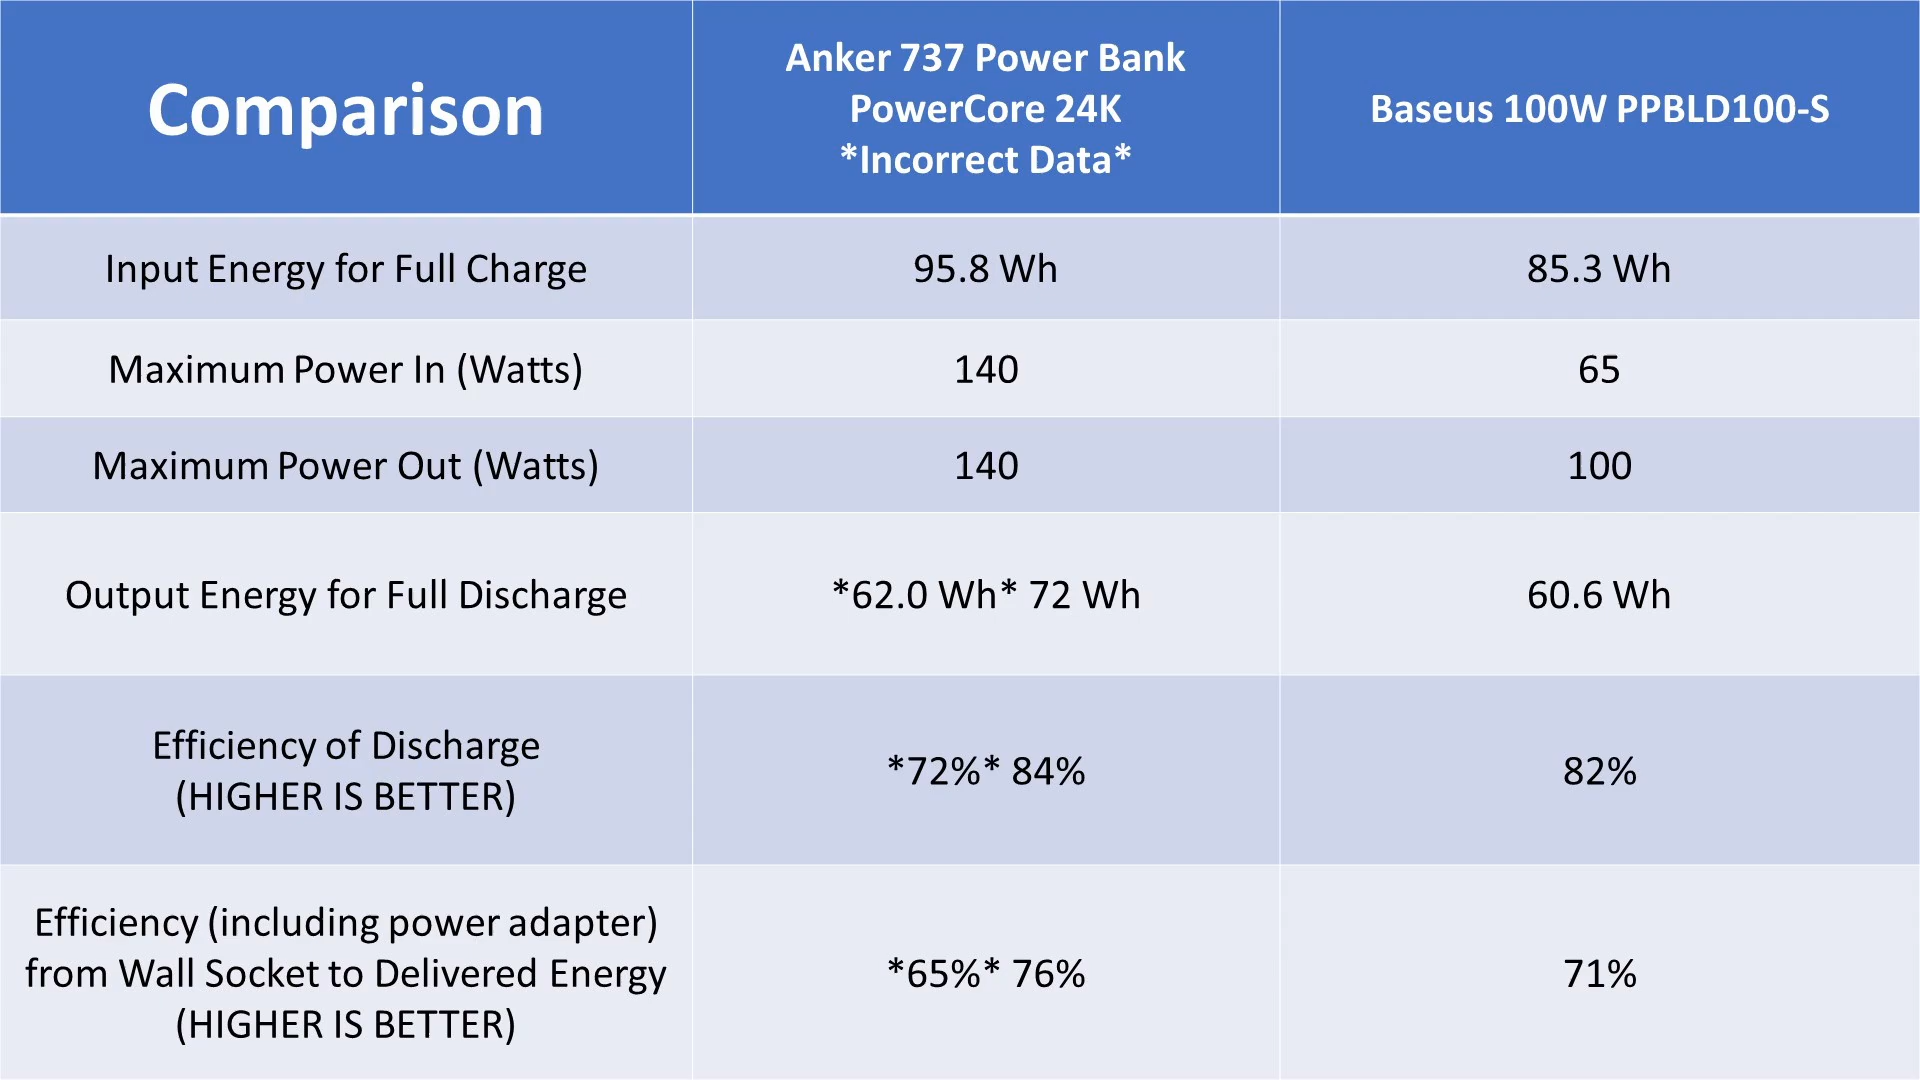 Comparison
Anker 737 Power Bank
PowerCore 24K
*Incorrect Data*
Baseus 100W PPBLD100-S
Input Energy for Full Charge
95.8 Wh
85.3 Wh
Maximum Power In (Watts)
140
65
Maximum Power Out (Watts)
140
100
Output Energy for Full Discharge
*62.0 Wh* 72 Wh
60.6 Wh
Efficiency of Discharge
(HIGHER IS BETTER)
*72%* 84%
82%
Efficiency (including power adapter)
from Wall Socket to Delivered Energy
(HIGHER IS BETTER)
*65%* 76%
71%